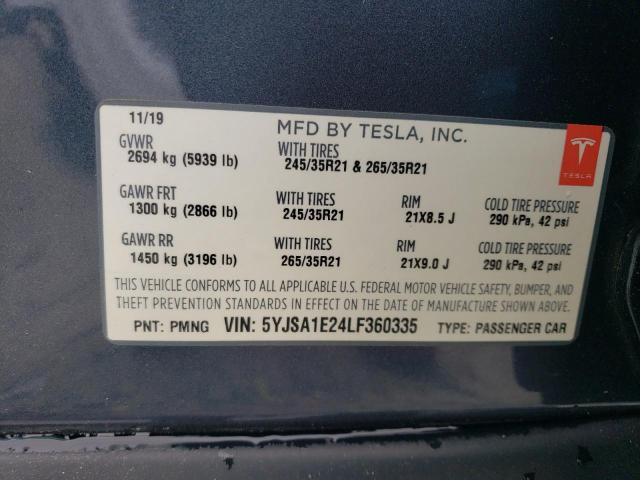 11/19 MFD BY TESLA, INC.
GVWR WITH TIRES
2694 kg (5939 lb) 245/35R21 & 265/35R21
TESLA
GAWR FRT WITH TIRES RIM COLD TIRE PRESSURE
1300 kg (2866 lb) 245/35R21 21X8.5 J 290 kPa, 42 psi
GAWR RR WITH TIRES RIM COLD TIRE PRESSURE
1450 kg (3196 lb) 265/35R21 21X9.0 J 290 kPa, 42 psi
THIS VEHICLE CONFORMS TO ALL APPLICABLE U.S. FEDERAL MOTOR VEHICLE SAFETY, BUMPER, AND
THEFT PREVENTION STANDARDS IN EFFECT ON THE DATE OF MANUFACTURE SHOWN ABOVE.
PNT: PMNG VIN: 5YJSA1E24LF360335 TYPE: PASSENGER CAR